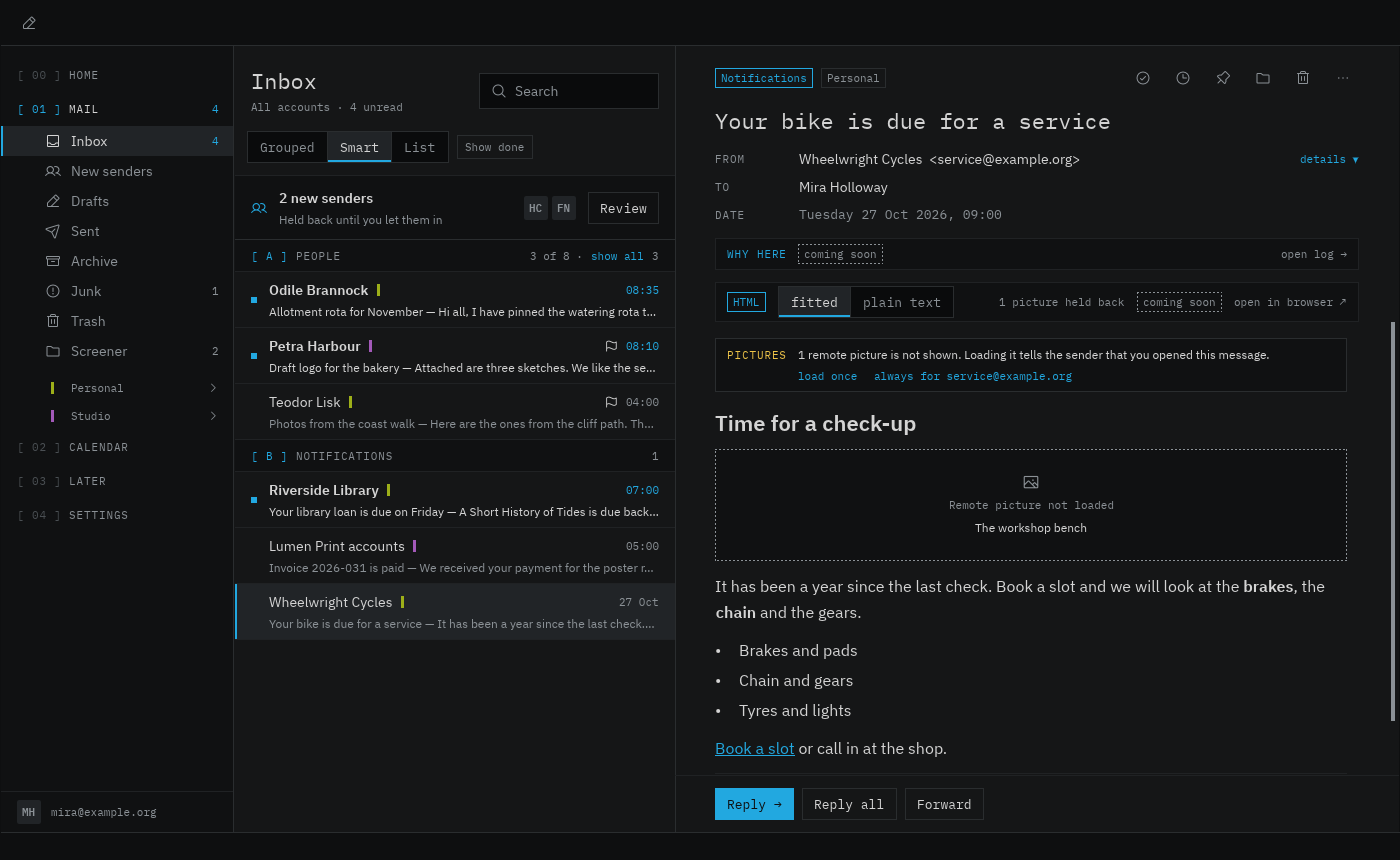 [ 00 ] HOME
[ 01 ] MAIL 4
Inbox 4
New senders
Drafts
Sent
Archive
Junk 1
Trash
Screener 2
Personal
Studio
[ 02 ] CALENDAR
[ 03 ] LATER
[ 04 ] SETTINGS
MH mira@example.org
Inbox
All accounts · 4 unread
Search
Grouped Smart List Show done
2 new senders
Held back until you let them in
HC FN Review
[ A ] PEOPLE 3 of 8 · show all 3
Odile Brannock 08:35
Allotment rota for November — Hi all, I have pinned the watering rota t…
Petra Harbour 08:10
Draft logo for the bakery — Attached are three sketches. We like the se…
Teodor Lisk 04:00
Photos from the coast walk — Here are the ones from the cliff path. Th…
[ B ] NOTIFICATIONS 1
Riverside Library 07:00
Your library loan is due on Friday — A Short History of Tides is due back…
Lumen Print accounts 05:00
Invoice 2026-031 is paid — We received your payment for the poster r…
Wheelwright Cycles 27 Oct
Your bike is due for a service — It has been a year since the last check.…
Notifications Personal
Your bike is due for a service
FROM Wheelwright Cycles <service@example.org> details ▾
TO Mira Holloway
DATE Tuesday 27 Oct 2026, 09:00
WHY HERE coming soon open log →
HTML fitted plain text 1 picture held back coming soon open in browser ↗
PICTURES 1 remote picture is not shown. Loading it tells the sender that you opened this message.
load once always for service@example.org
Time for a check-up
Remote picture not loaded
The workshop bench
It has been a year since the last check. Book a slot and we will look at the brakes, the
chain and the gears.
• Brakes and pads
• Chain and gears
• Tyres and lights
Book a slot or call in at the shop.
Reply → Reply all Forward